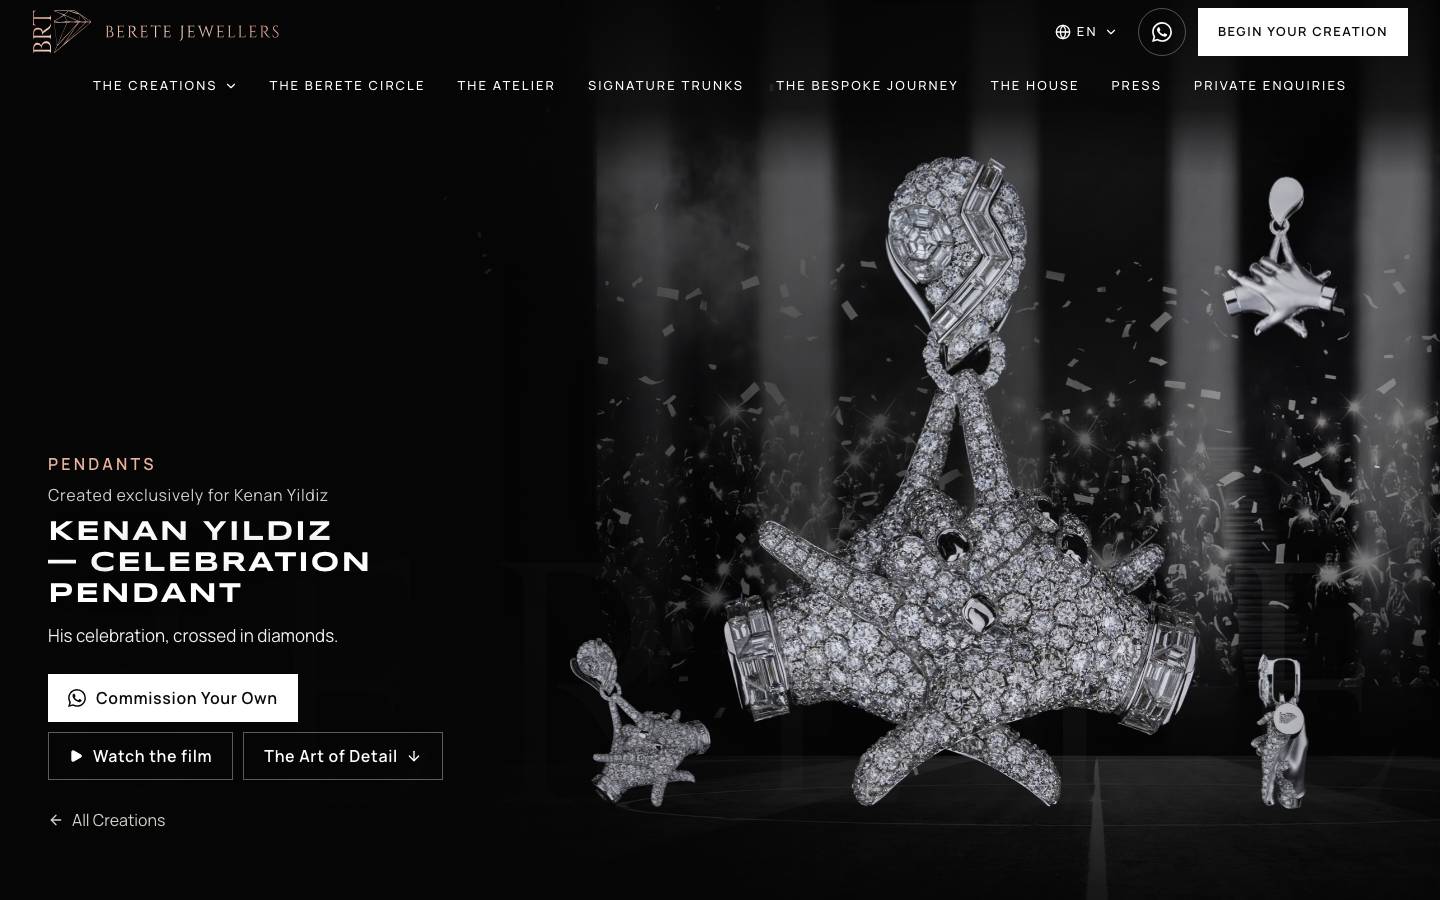 BRT
BERETE JEWELLERS
EN
BEGIN YOUR CREATION
THE CREATIONS
THE BERETE CIRCLE
THE ATELIER
SIGNATURE TRUNKS
THE BESPOKE JOURNEY
THE HOUSE
PRESS
PRIVATE ENQUIRIES
PENDANTS
Created exclusively for Kenan Yildiz
KENAN YILDIZ
— CELEBRATION
PENDANT
His celebration, crossed in diamonds.
Commission Your Own
Watch the film
The Art of Detail ↓
← All Creations